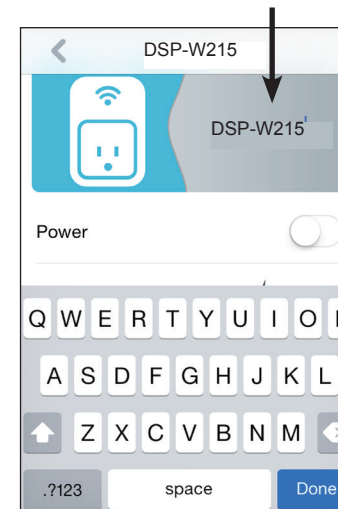 DSP-W215
DSP-W215
Power
Q W E R T Y U I O
A S D F G H J K L
Z X C V B N M
.?123 space Done